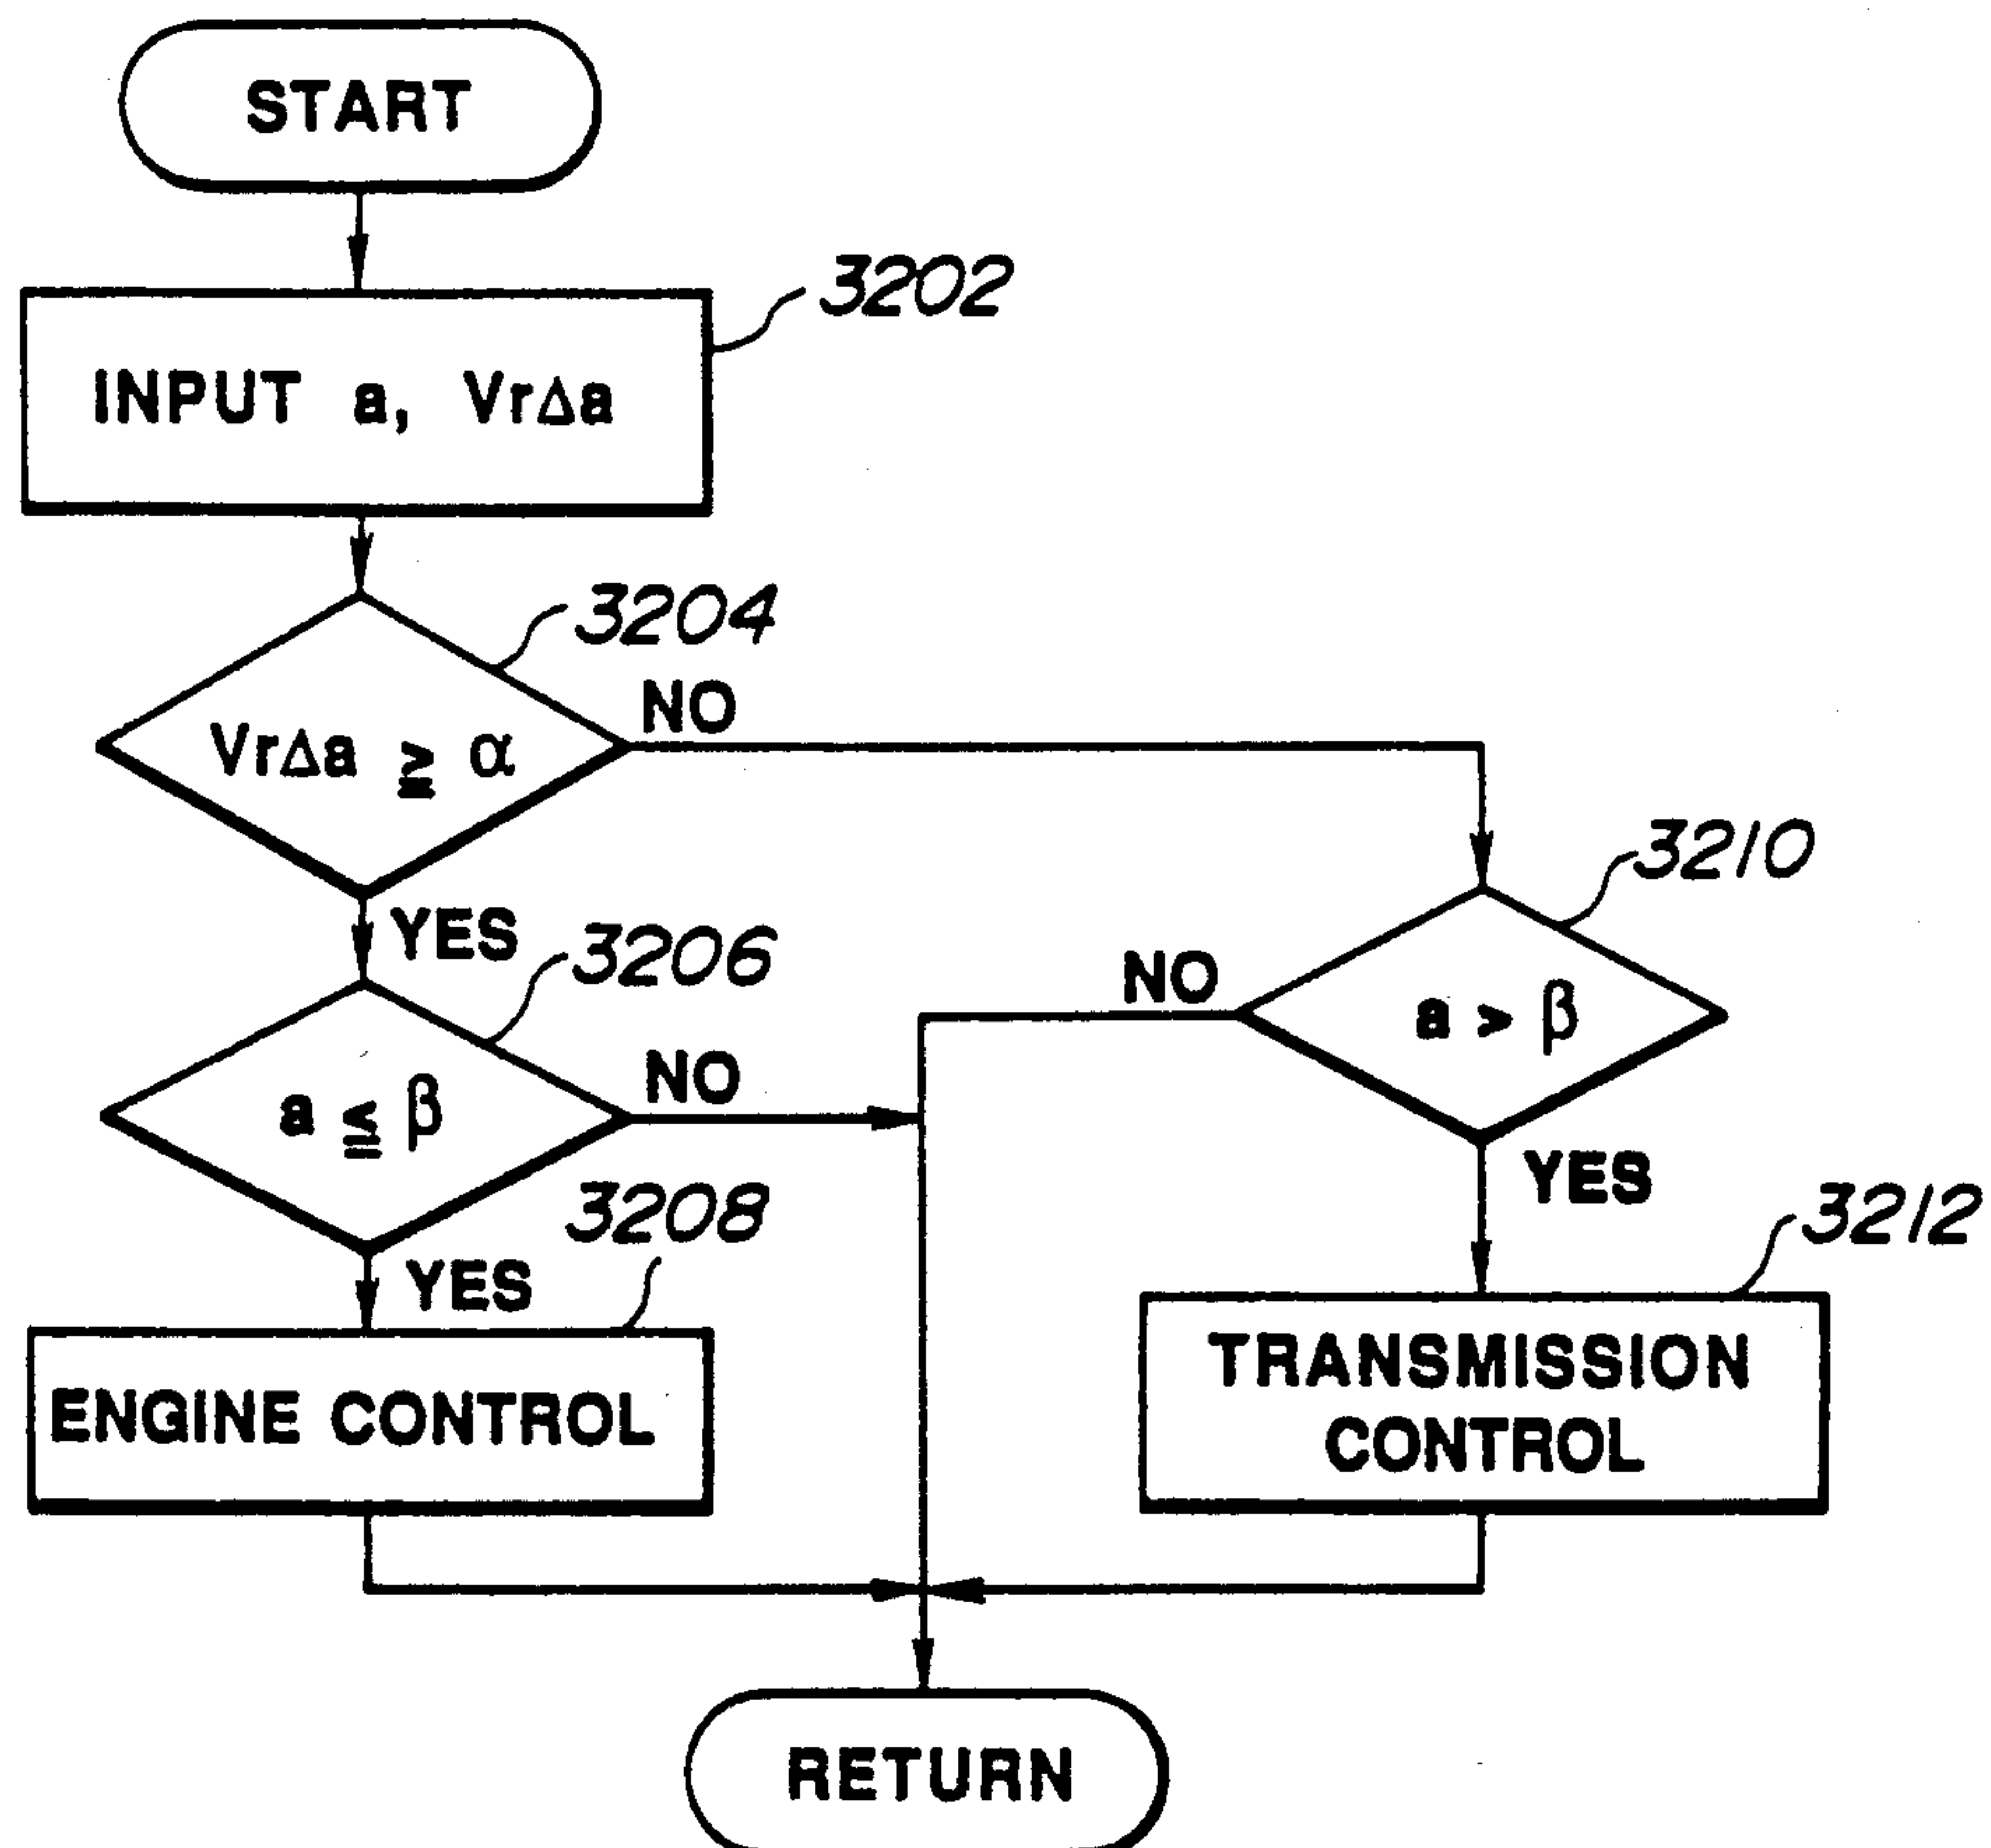 START
3202
INPUT a, VrΔa
3204
NO
VrΔa ≧ α
YES
3206
3210
NO
a > β
NO
a ≦ β
YES
3208
3212
YES
ENGINE CONTROL
TRANSMISSION
CONTROL
RETURN